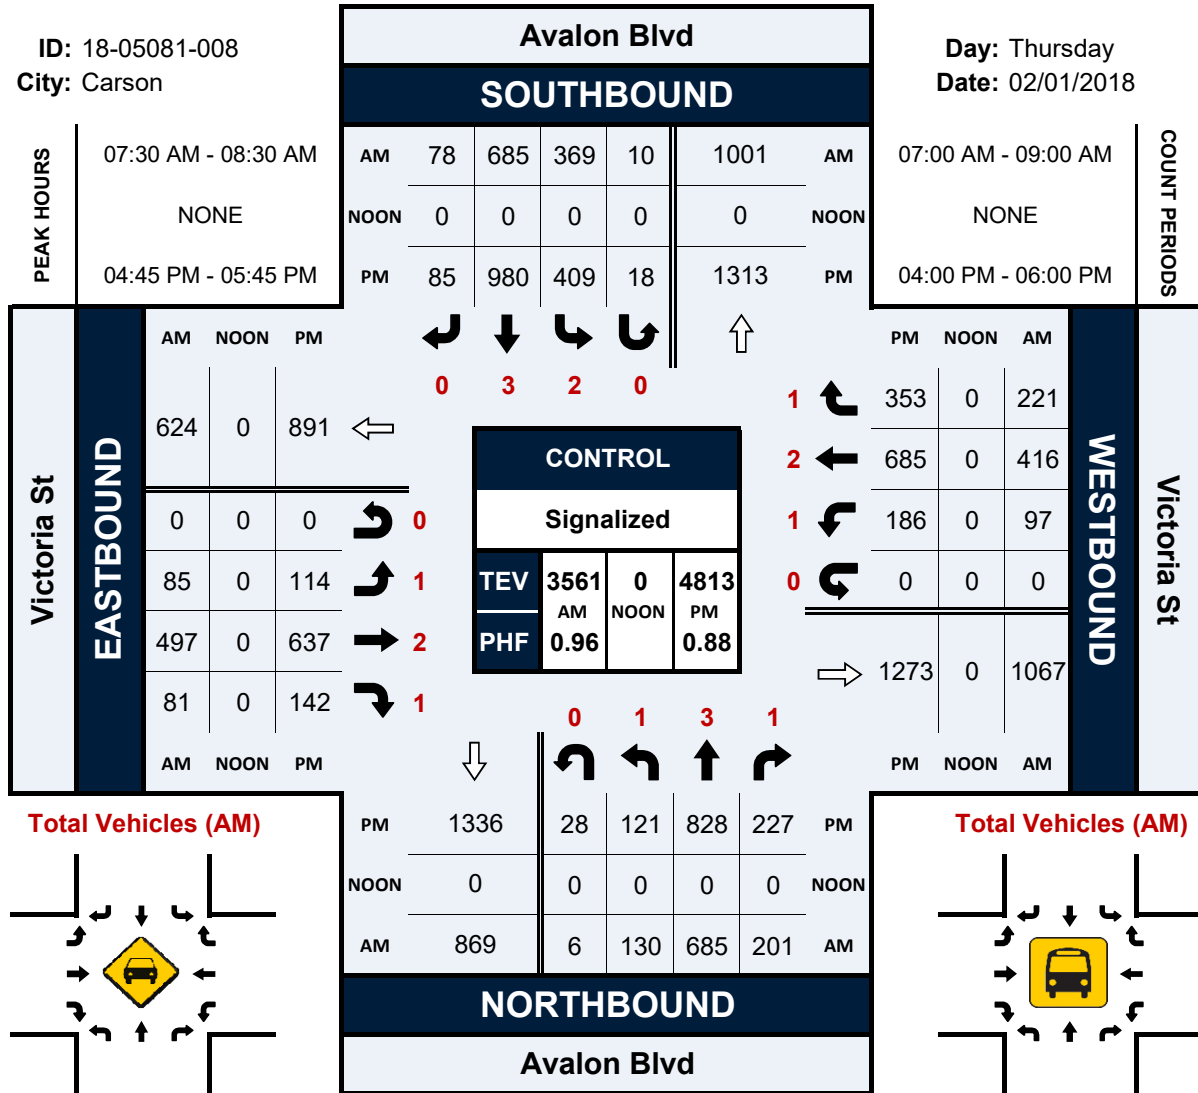 Avalon Blvd
ID: 18-05081-008
City: Carson
Day: Thursday
Date: 02/01/2018
SOUTHBOUND
PEAK HOURS
07:30 AM - 08:30 AM
NONE
04:45 PM - 05:45 PM
AM 78 685 369 10 1001 AM
NOON 0 0 0 0 0 NOON
PM 85 980 409 18 1313 PM
07:00 AM - 09:00 AM
NONE
04:00 PM - 06:00 PM
COUNT PERIODS
0 3 2 0
Victoria St
EASTBOUND
AM NOON PM
624 0 891
0 0 0 0
85 0 114 1
497 0 637 2
81 0 142 1
AM NOON PM
CONTROL
Signalized
TEV 3561 0 4813
AM NOON PM
PHF 0.96 0.88
PM NOON AM
1 353 0 221
2 685 0 416
1 186 0 97
0 0 0 0
1273 0 1067
PM NOON AM
WESTBOUND
Victoria St
0 1 3 1
PM 1336 28 121 828 227 PM
NOON 0 0 0 0 0 NOON
AM 869 6 130 685 201 AM
NORTHBOUND
Avalon Blvd
Total Vehicles (AM)
Total Vehicles (AM)